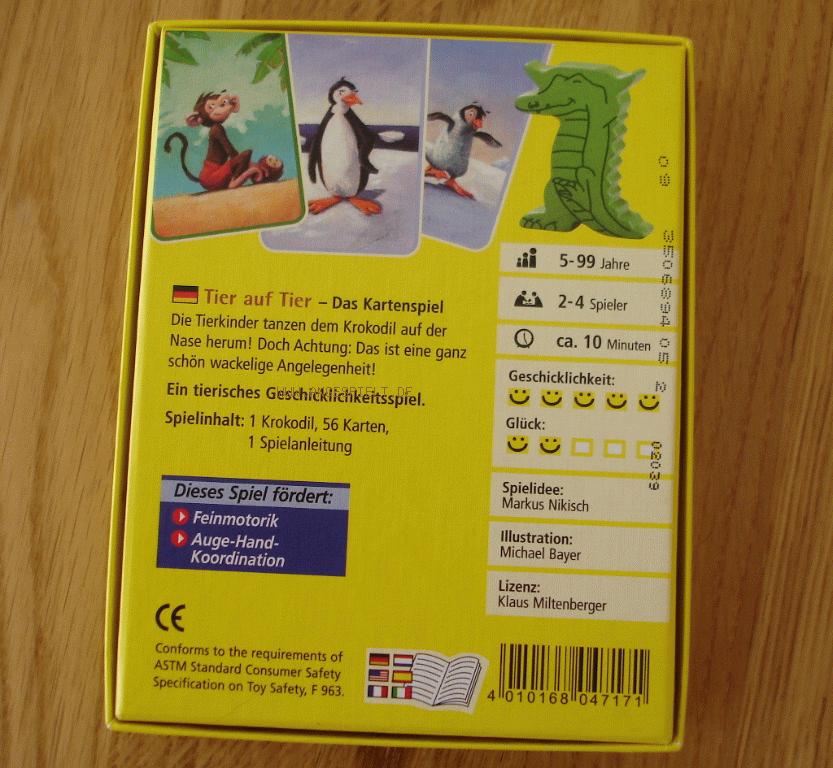 Tier auf Tier – Das Kartenspiel
Die Tierkinder tanzen dem Krokodil auf der
Nase herum! Doch Achtung: Das ist eine ganz
schön wackelige Angelegenheit!
Ein tierisches Geschicklichkeitsspiel.
Spielinhalt: 1 Krokodil, 56 Karten,
1 Spielanleitung
Dieses Spiel fördert:
Feinmotorik
Auge-Hand-
Koordination
CE
Conforms to the requirements of
ASTM Standard Consumer Safety
Specification on Toy Safety, F 963.
5-99 Jahre
2-4 Spieler
ca. 10 Minuten
Geschicklichkeit:
Glück:
Spielidee:
Markus Nikisch
Illustration:
Michael Bayer
Lizenz:
Klaus Miltenberger
4 010168 047171